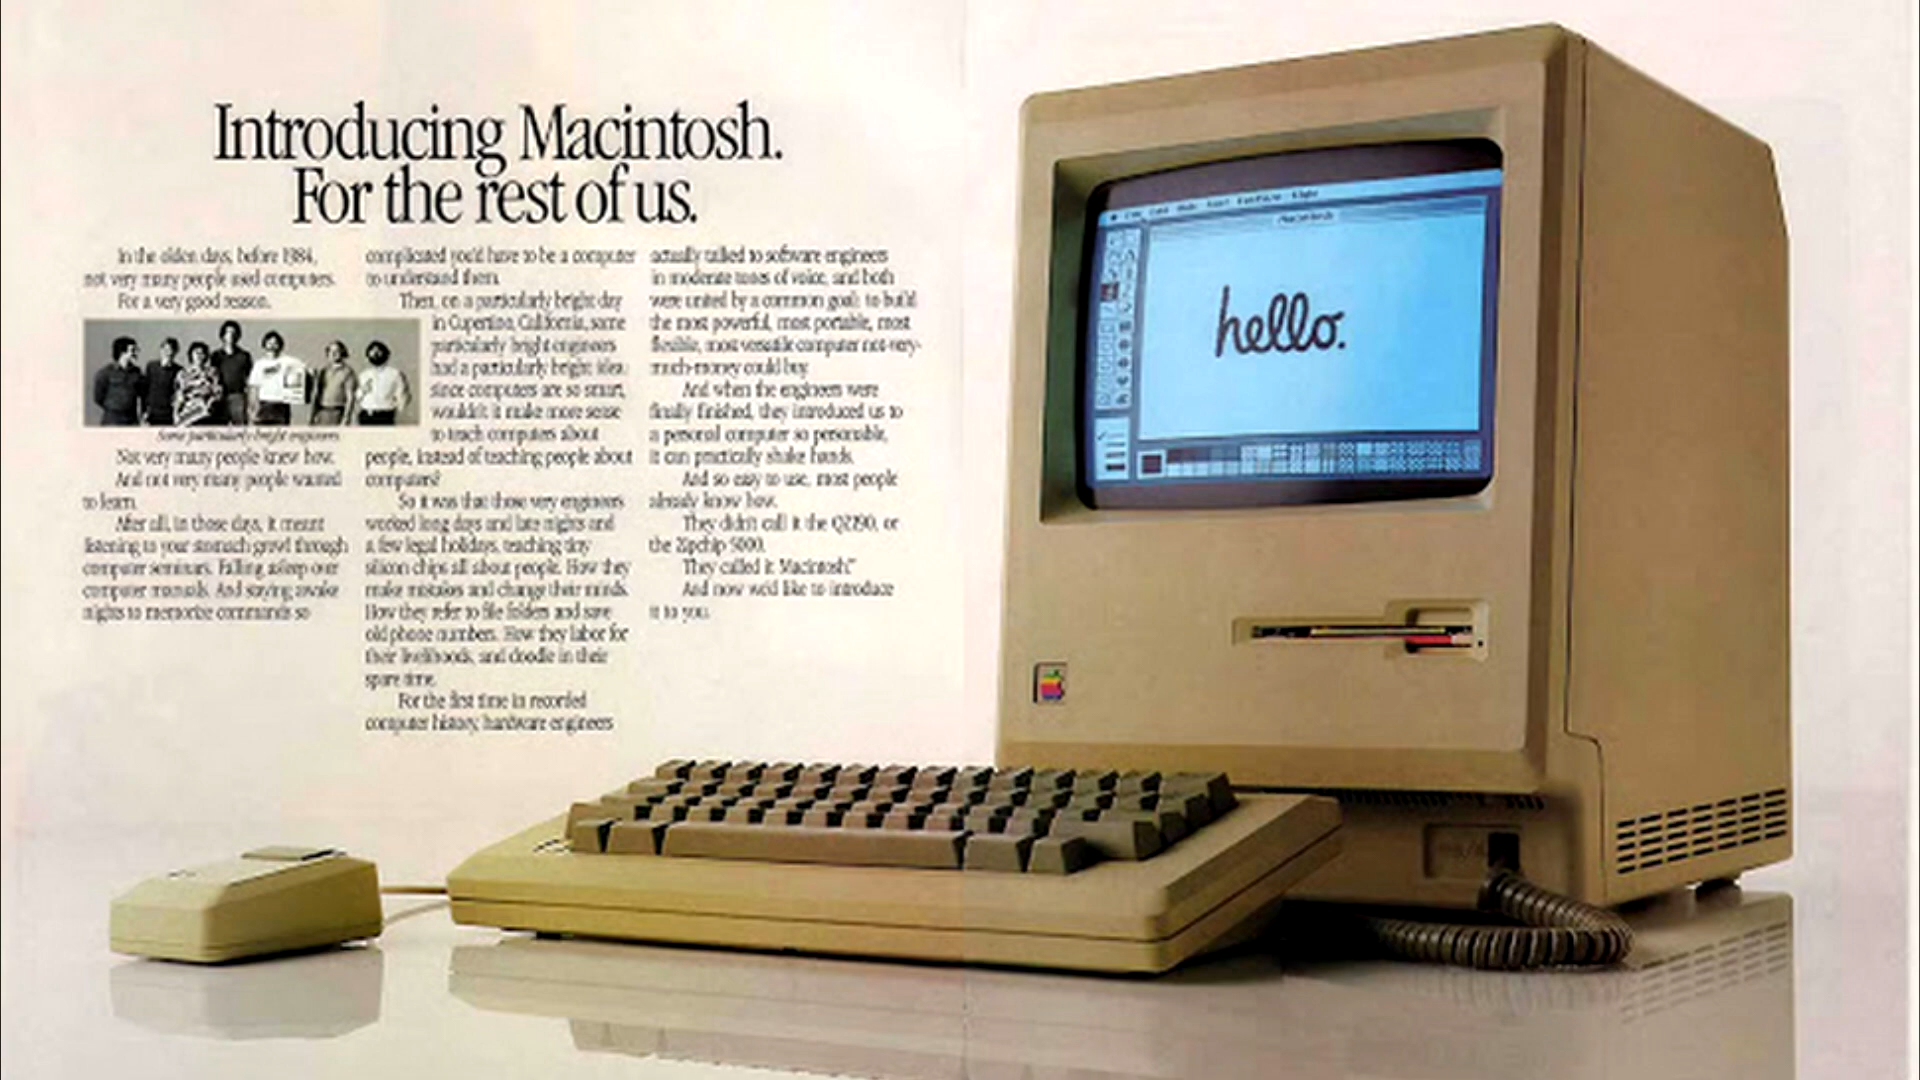 Introducing Macintosh.
For the rest of us.
In the olden days, before 1984,
not very many people used computers.
For a very good reason.
Some particularly bright engineers.
Not very many people knew how.
And not very many people wanted
to learn.
After all, in those days, it meant
listening to your stomach growl through
computer seminars. Falling asleep over
computer manuals. And staying awake
nights to memorize commands so
complicated you'd have to be a computer
to understand them.
Then, on a particularly bright day
in Cupertino, California, some
particularly bright engineers
had a particularly bright idea:
since computers are so smart,
wouldn't it make more sense
to teach computers about
people, instead of teaching people about
computers?
So it was that those very engineers
worked long days and late nights and
a few legal holidays, teaching tiny
silicon chips all about people. How they
make mistakes and change their minds.
How they refer to file folders and save
old phone numbers. How they labor for
their livelihoods, and doodle in their
spare time.
For the first time in recorded
computer history, hardware engineers
actually talked to software engineers
in moderate tones of voice, and both
were united by a common goal: to build
the most powerful, most portable, most
flexible, most versatile computer not-very-
much-money could buy.
And when the engineers were
finally finished, they introduced us to
a personal computer so personable,
it can practically shake hands.
And so easy to use, most people
already know how.
They didn't call it the QZ190, or
the Zipchip 5000.
They called it Macintosh.™
And now we'd like to introduce
it to you.
hello.